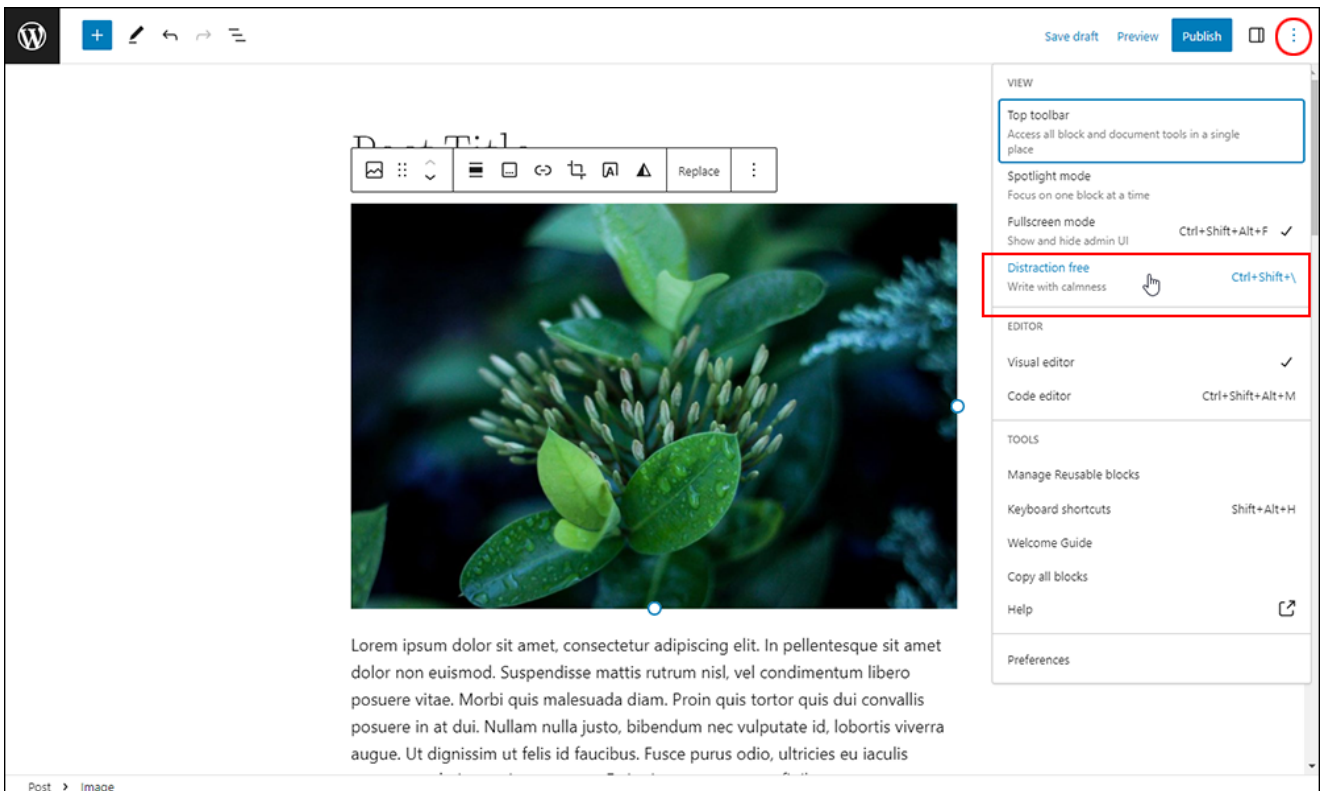 Save draft Preview Publish
Post Title
Replace
VIEW
Top toolbar
Access all block and document tools in a single
place
Spotlight mode
Focus on one block at a time
Fullscreen mode
Show and hide admin UI
Ctrl+Shift+Alt+F
Distraction free
Write with calmness
Ctrl+Shift+\
EDITOR
Visual editor
Code editor Ctrl+Shift+Alt+M
TOOLS
Manage Reusable blocks
Keyboard shortcuts Shift+Alt+H
Welcome Guide
Copy all blocks
Help
Preferences
Lorem ipsum dolor sit amet, consectetur adipiscing elit. In pellentesque sit amet
dolor non euismod. Suspendisse mattis rutrum nisl, vel condimentum libero
posuere vitae. Morbi quis malesuada diam. Proin quis tortor quis dui convallis
posuere in at dui. Nullam nulla justo, bibendum nec vulputate id, lobortis viverra
augue. Ut dignissim ut felis id faucibus. Fusce purus odio, ultricies eu iaculis
Post > Image